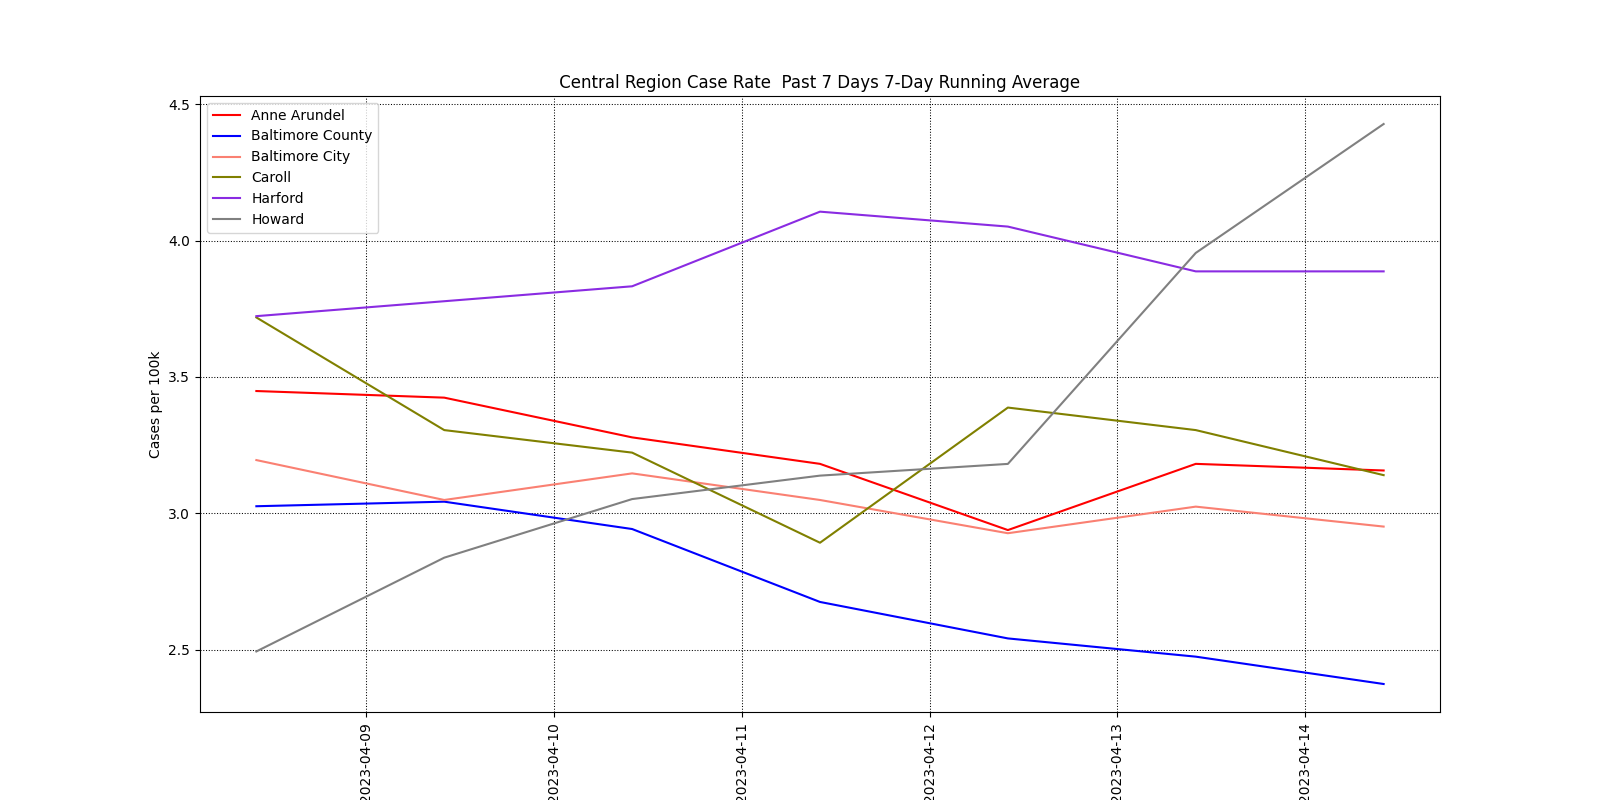 Central Region Case Rate  Past 7 Days 7-Day Running Average
4.5
4.0
3.5
3.0
2.5
Cases per 100k
Anne Arundel
Baltimore County
Baltimore City
Caroll
Harford
Howard
2023-04-09
2023-04-10
2023-04-11
2023-04-12
2023-04-13
2023-04-14